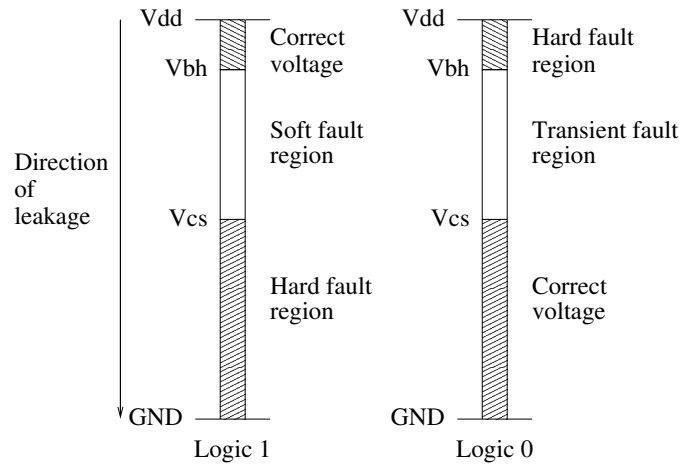 Vdd
Correct
voltage
Vbh
Soft fault
region
Direction
of
leakage
Vcs
Hard fault
region
GND
Logic 1
Vdd
Hard fault
region
Vbh
Transient fault
region
Vcs
Correct
voltage
GND
Logic 0